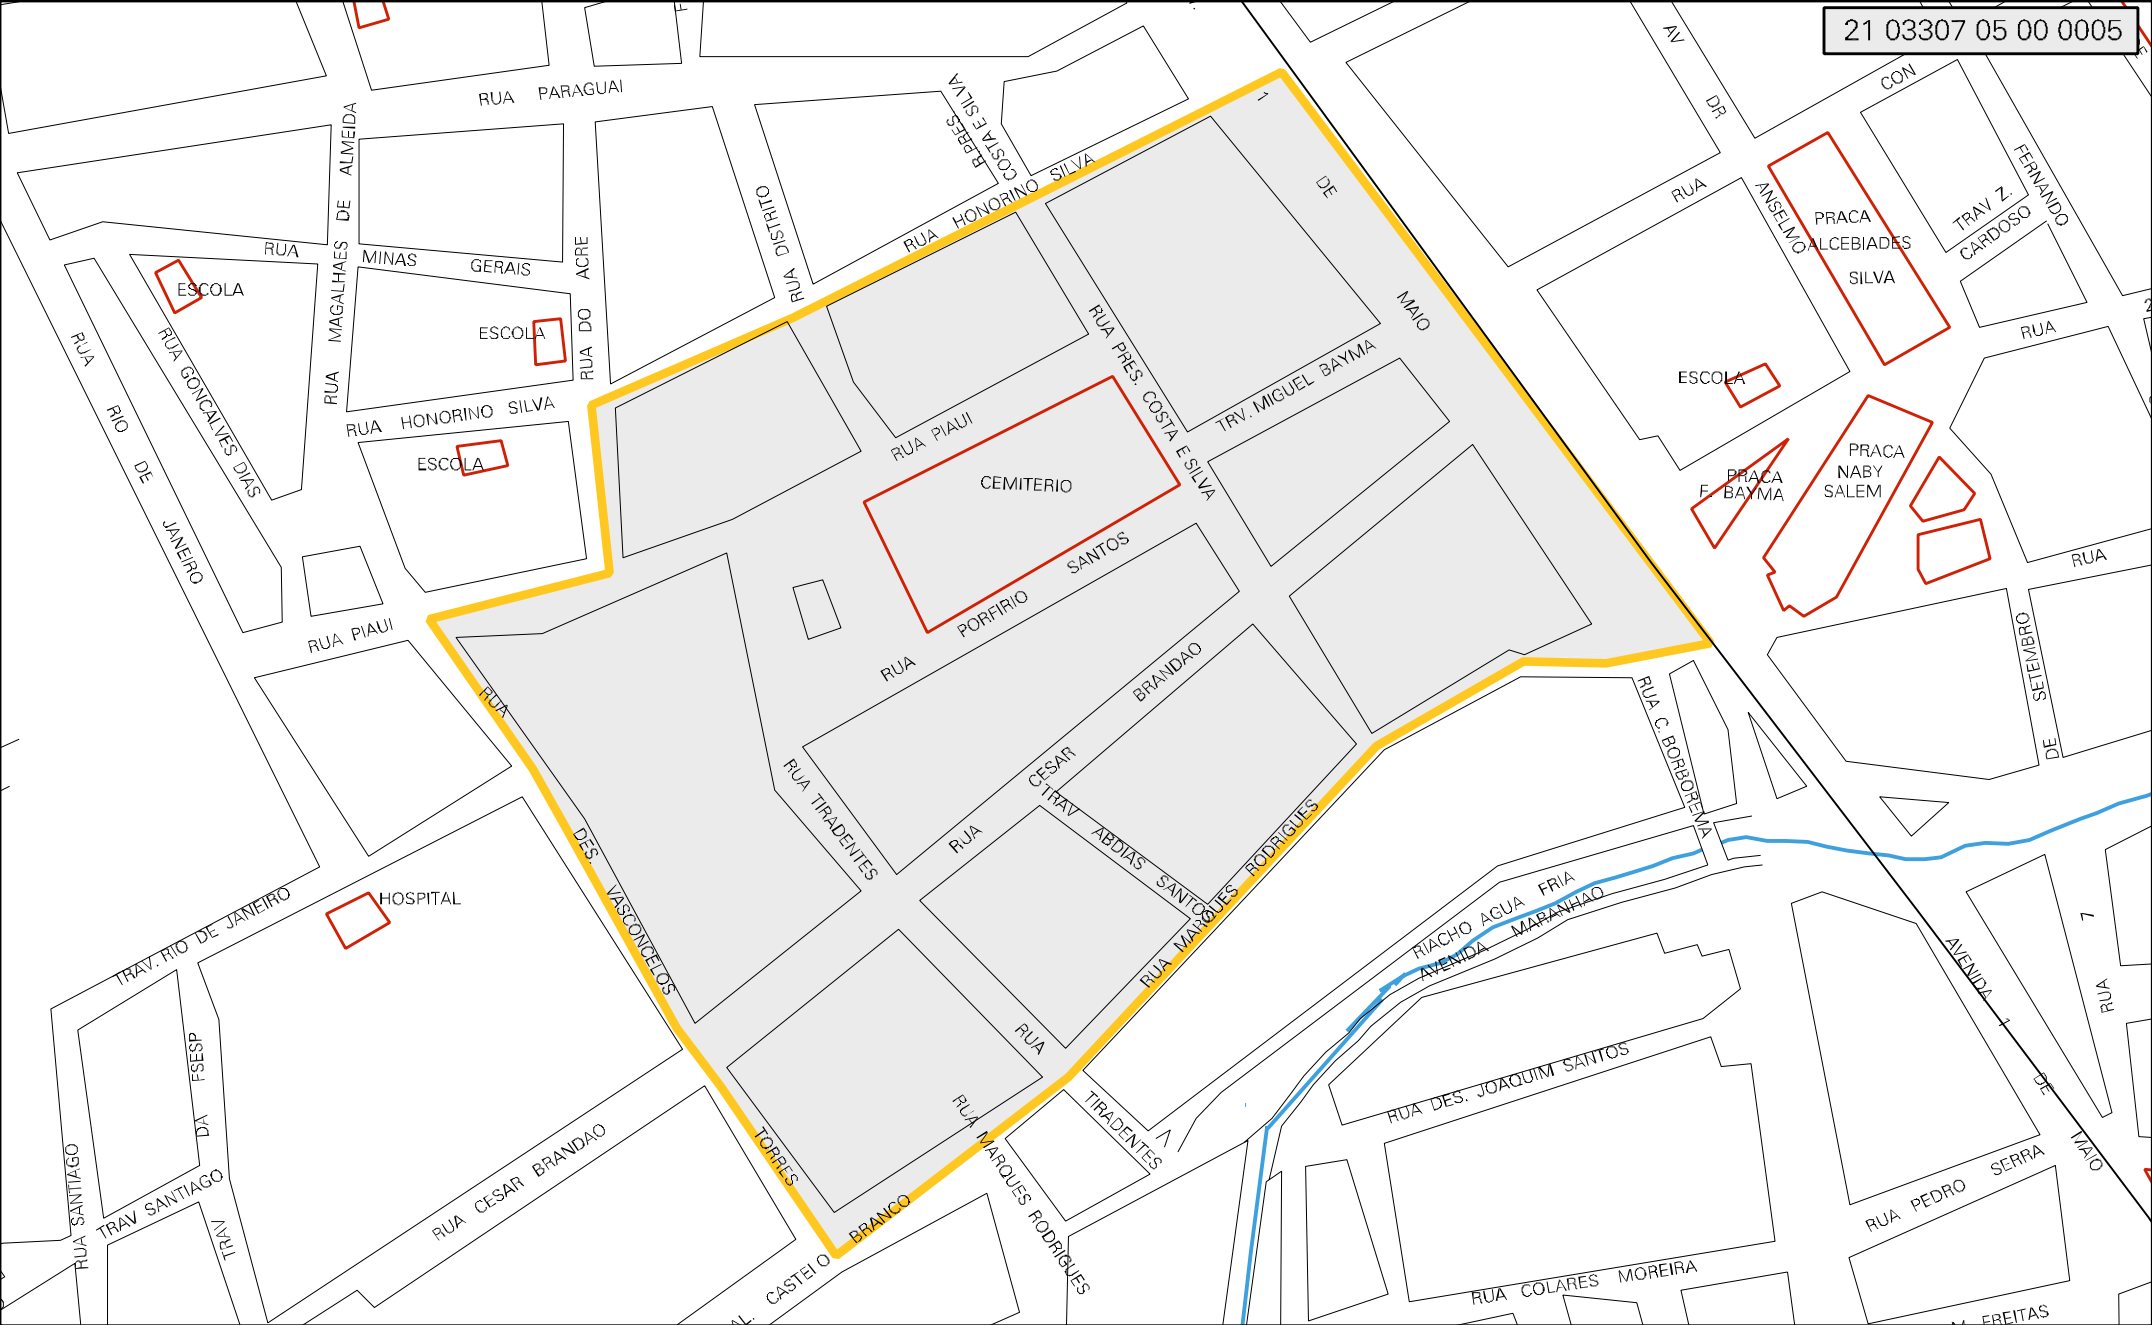 21 03307 05 00 0005
RUA PARAGUAI
RUA MAGALHAES DE ALMEIDA
R.PRES.
COSTA E SILVA
AV DR ANSELMO
CON
FERNANDO
RUA
TRAV Z.
CARDOSO
PRACA
ALCEBIADES
SILVA
RUA DISTRITO
RUA HONORINO SILVA
1 DE MAIO
RUA MINAS GERAIS
RUA DO ACRE
ESCOLA
ESCOLA
RUA GONCALVES DIAS
RUA RIO DE JANEIRO
RUA HONORINO SILVA
ESCOLA
RUA PRES. COSTA E SILVA
TRV. MIGUEL BAYMA
RUA PIAUI
CEMITERIO
ESCOLA
RUA
PRACA
F. BAYMA
PRACA
NABY
SALEM
RUA
RUA PIAUI
RUA PORFIRIO SANTOS
DE SETEMBRO
RUA C. BORBOREMA
RUA DES. VASCONCELOS TORRES
RUA TIRADENTES
RUA CESAR BRANDAO
TRAV ABDIAS C SANTOS
RUA MARQUES RODRIGUES
HOSPITAL
TRAV. RIO DE JANEIRO
RIACHO AGUA FRIA
AVENIDA MARANHAO
AVENIDA 1 DE MAIO
RUA 7
TRAV DA FSESP
RUA TIRADENTES
RUA MARQUES RODRIGUES
RUA DES. JOAQUIM SANTOS
RUA SANTIAGO
TRAV SANTIAGO
RUA CESAR BRANDAO
AL. CASTELO BRANCO
RUA PEDRO SERRA
RUA COLARES MOREIRA
FREITAS